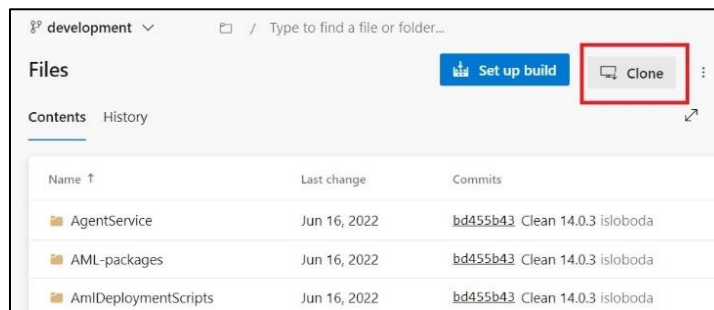 development / Type to find a file or folder...
Files Set up build Clone
Contents History
Name ↑ Last change Commits
AgentService Jun 16, 2022 bd455b43 Clean 14.0.3 isloboda
AML-packages Jun 16, 2022 bd455b43 Clean 14.0.3 isloboda
AmlDeploymentScripts Jun 16, 2022 bd455b43 Clean 14.0.3 isloboda